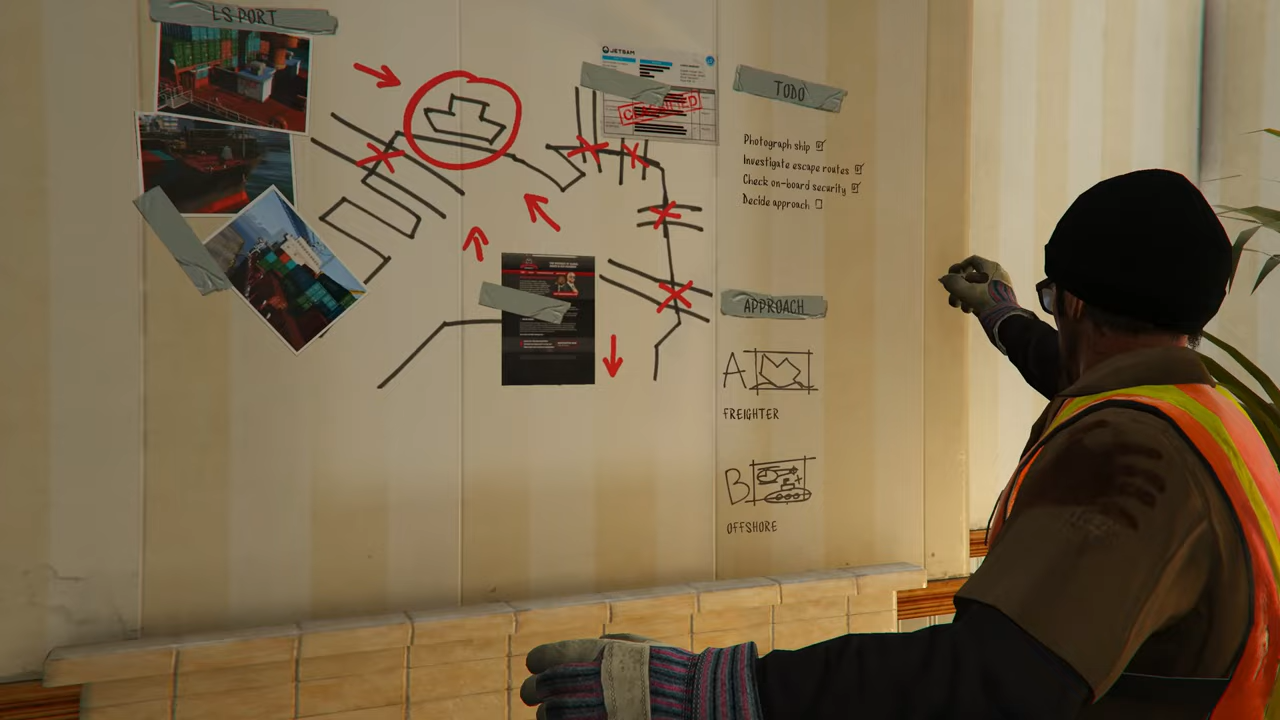 LS PORT
JETSAM
TODO
Photograph ship
Investigate escape routes
Check on-board security
Decide approach
APPROACH
A
FREIGHTER
B
OFFSHORE